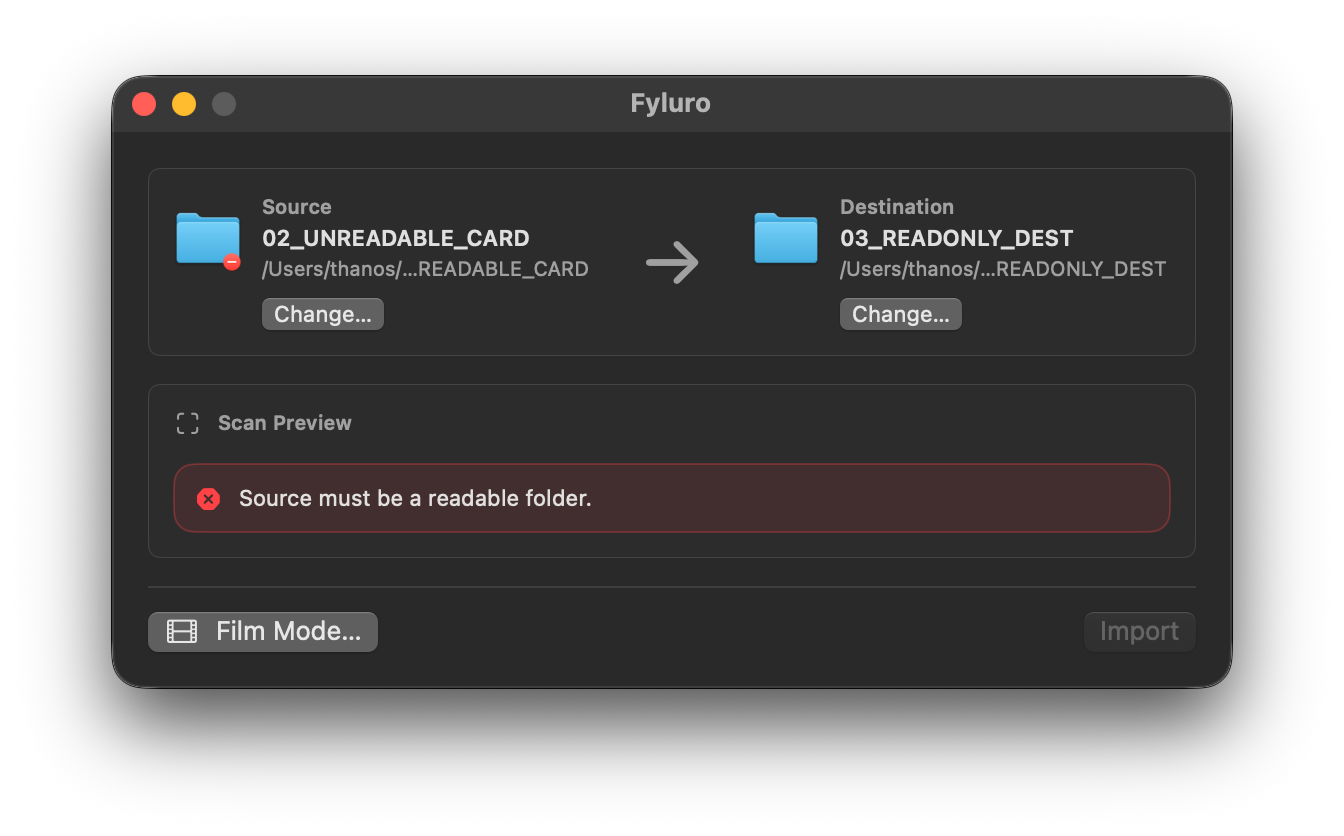 Fyluro
Source
02_UNREADABLE_CARD
/Users/thanos/...READABLE_CARD
Change...
Destination
03_READONLY_DEST
/Users/thanos/...READONLY_DEST
Change...
Scan Preview
Source must be a readable folder.
Film Mode...
Import